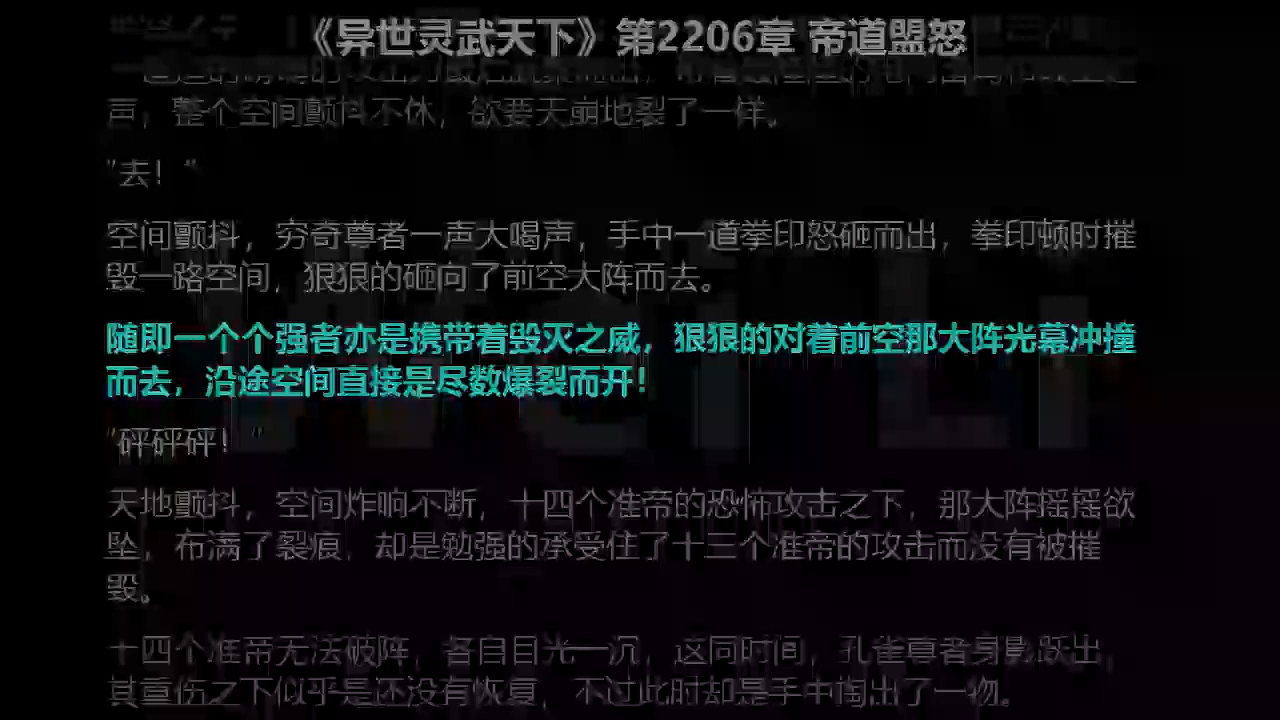 《异世灵武天下》第2206章 帝道盟怒
声，整个空间颤抖不休，欲要天崩地裂了一样。
“去！”
空间颤抖，穷奇尊者一声大喝声，手中一道拳印怒砸而出，拳印顿时摧
毁一路空间，狠狠的砸向了前空大阵而去。
随即一个个强者亦是携带着毁灭之威，狠狠的对着前空那大阵光幕冲撞
而去，沿途空间直接是尽数爆裂而开！
“砰砰砰！”
天地颤抖，空间炸响不断，十四个准帝的恐怖攻击之下，那大阵摇摇欲
坠，布满了裂痕，却是勉强的承受住了十三个准帝的攻击而没有被摧
毁。
十四个准帝无法破阵，各自目光一沉，这同时间，孔雀尊者身影跃出，
其重伤之下似乎是还没有恢复，不过此时却是手中掏出了一物。